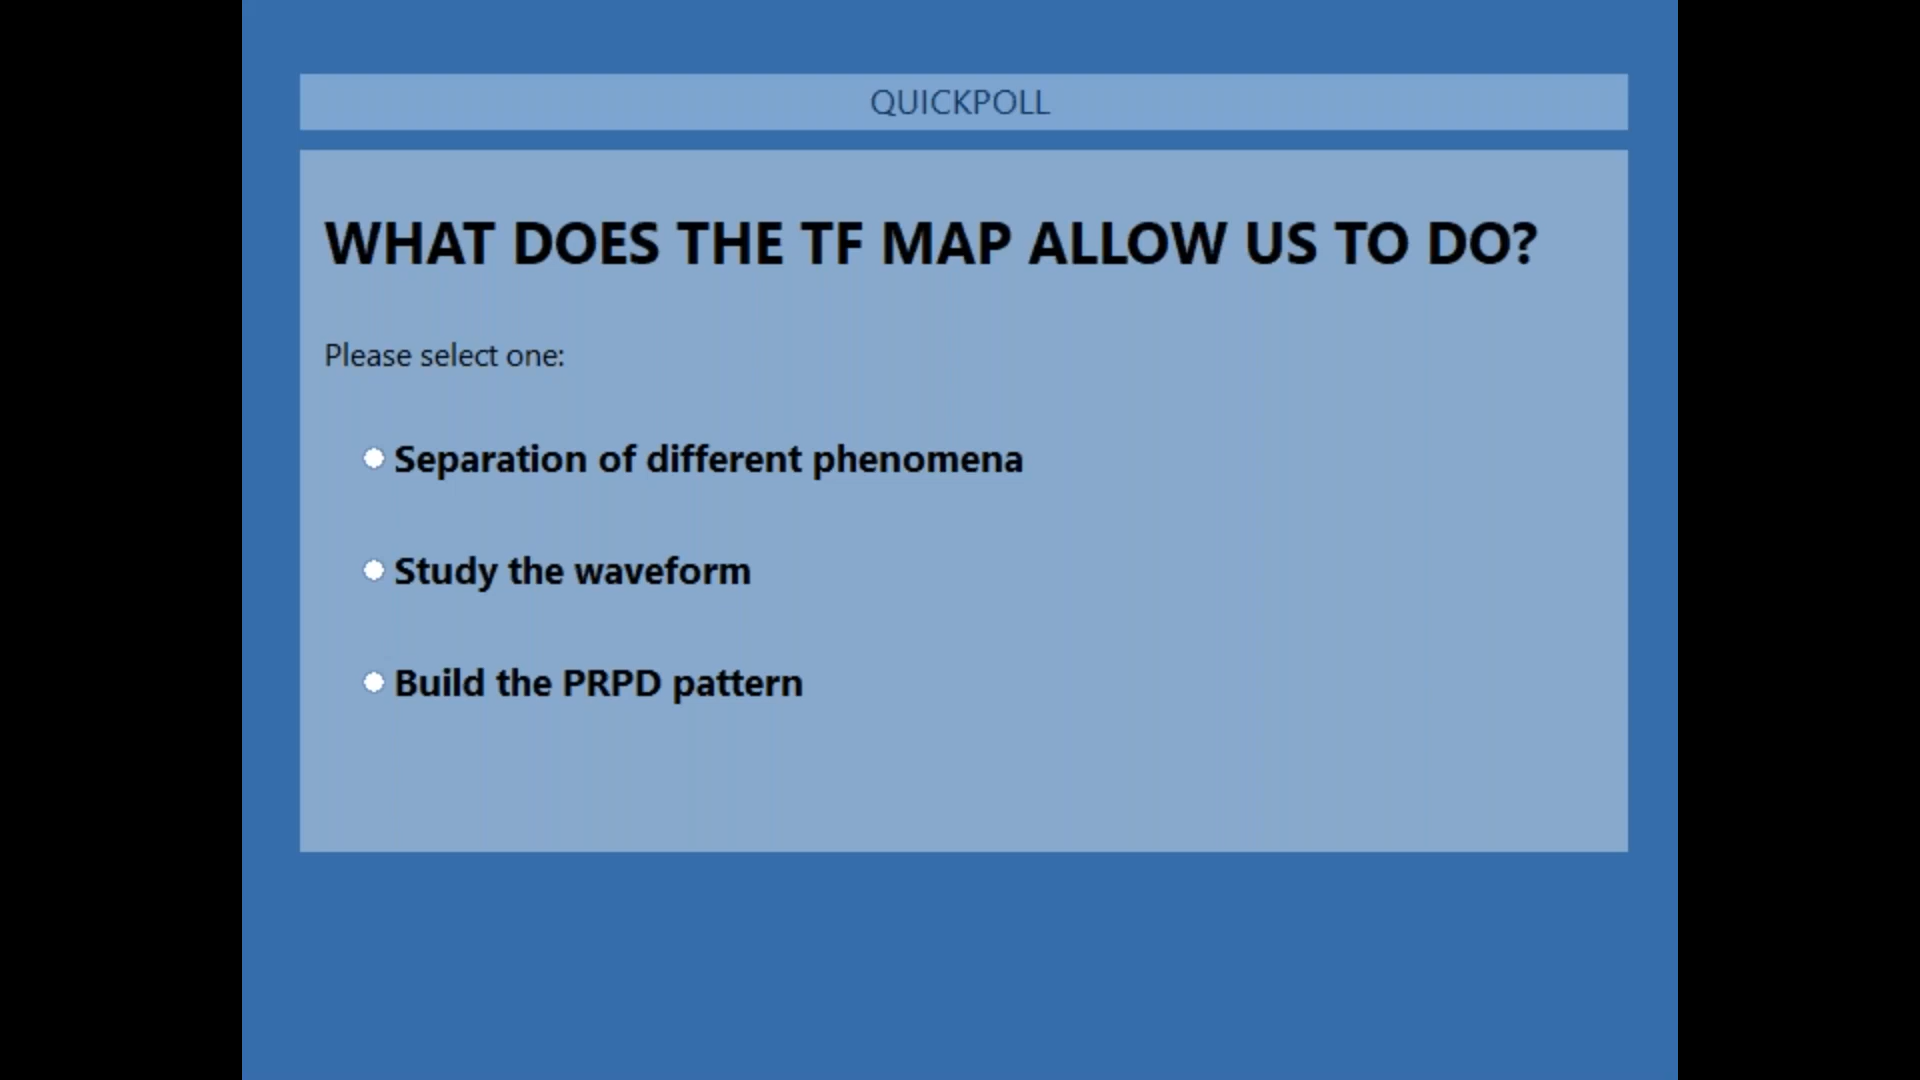 QUICKPOLL
WHAT DOES THE TF MAP ALLOW US TO DO?
Please select one:
Separation of different phenomena
Study the waveform
Build the PRPD pattern